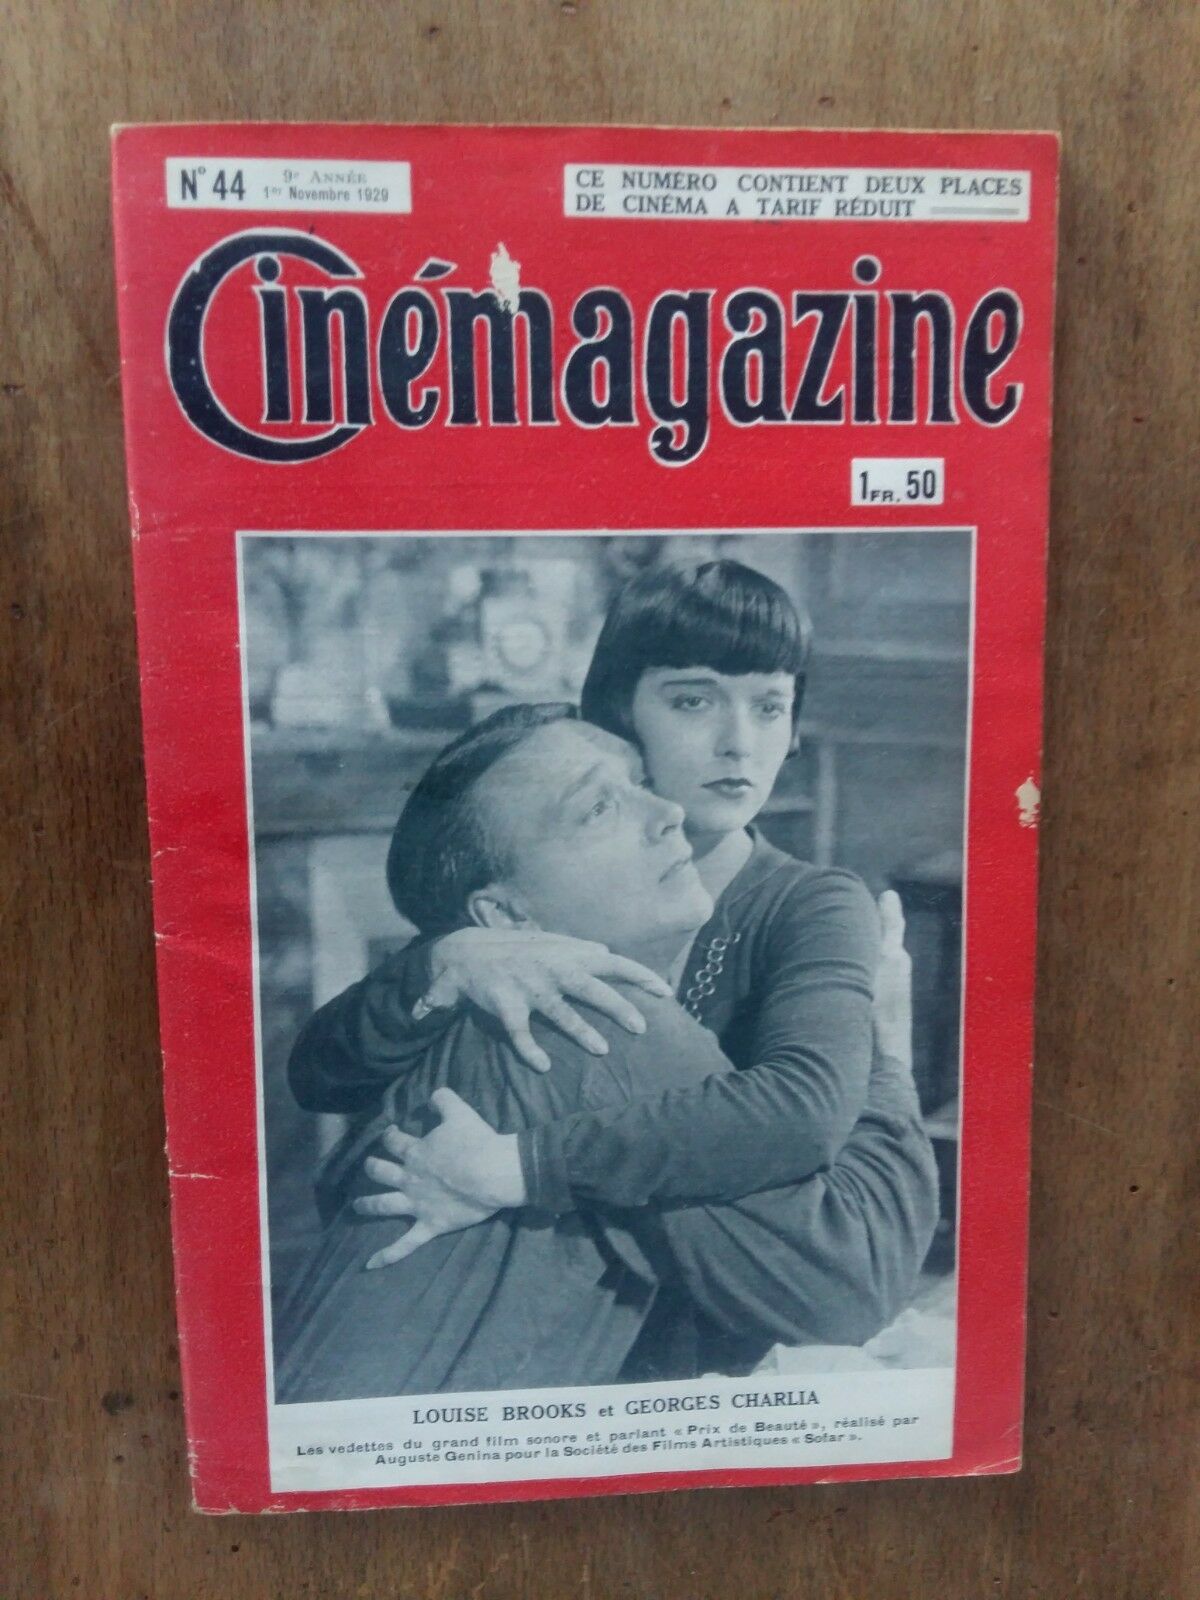 N° 44
9e ANNÉE
1er Novembre 1929
CE NUMÉRO CONTIENT DEUX PLACES
DE CINÉMA A TARIF RÉDUIT
Cinémagazine
1 FR. 50
LOUISE BROOKS et GEORGES CHARLIA
Les vedettes du grand film sonore et parlant « Prix de Beauté », réalisé par
Auguste Genina pour la Société des Films Artistiques « Sofar ».